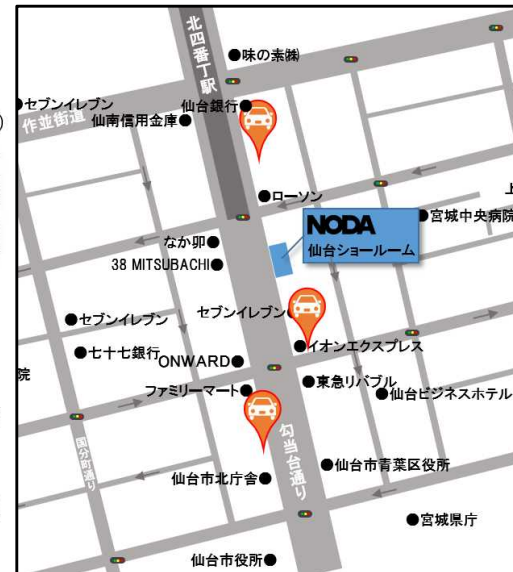 北四番丁駅
味の素㈱
セブンイレブン
作並街道
仙南信用金庫
仙台銀行
)
ローソン
上
宮城中央病院
NODA
仙台ショールーム
なか卯
38 MITSUBACHI
セブンイレブン
セブンイレブン
イオンエクスプレス
七十七銀行
ONWARD
院
ファミリーマート
東急リバブル
仙台ビジネスホテル
国分町通り
勾当台通り
仙台市北庁舎
仙台市青葉区役所
宮城県庁
仙台市役所